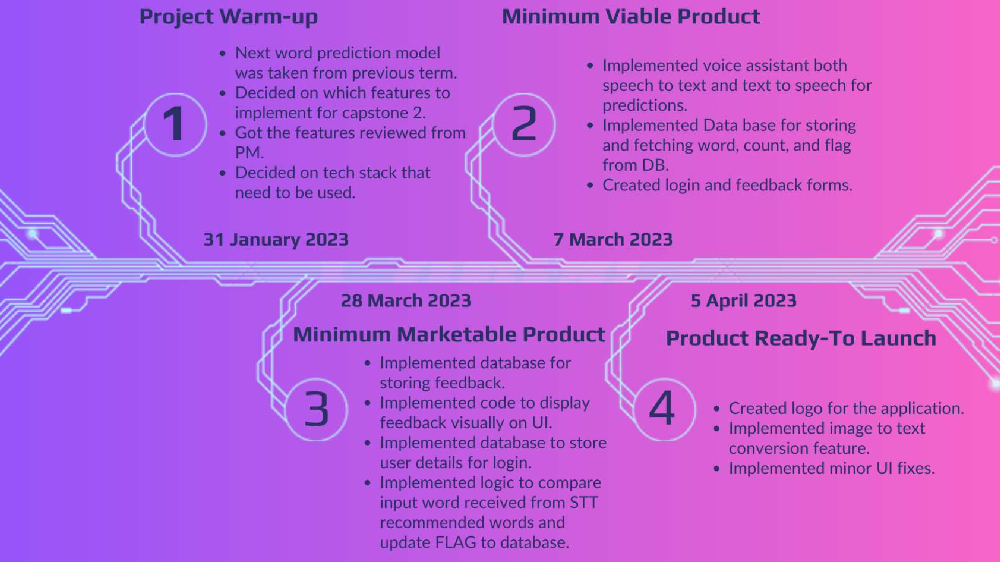 Project Warm-up
1
• Next word prediction model
was taken from previous term.
• Decided on which features to
implement for capstone 2.
• Got the features reviewed from
PM.
• Decided on tech stack that
need to be used.
31 January 2023
Minimum Viable Product
2
• Implemented voice assistant both
speech to text and text to speech for
predictions.
• Implemented Data base for storing
and fetching word, count, and flag
from DB.
• Created login and feedback forms.
7 March 2023
28 March 2023
Minimum Marketable Product
3
• Implemented database for
storing feedback.
• Implemented code to display
feedback visually on UI.
• Implemented database to store
user details for login.
• Implemented logic to compare
input word received from STT
recommended words and
update FLAG to database.
5 April 2023
Product Ready-To Launch
4
• Created logo for the application.
• Implemented image to text
conversion feature.
• Implemented minor UI fixes.